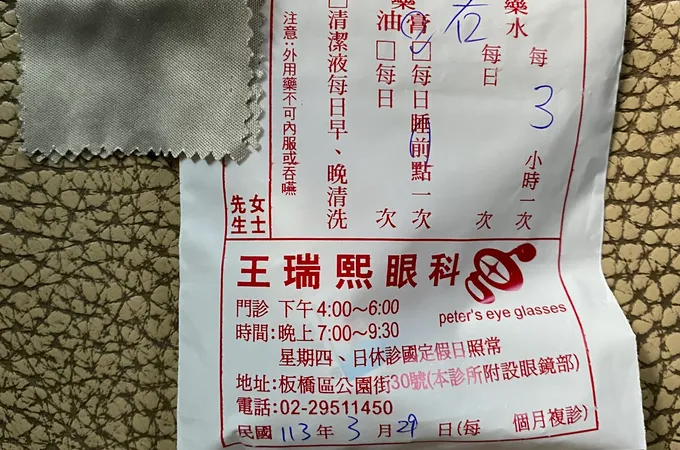 藥水 每3小時一次
右 每日 次
藥膏□每日睡前點一次
油□每日 次
□清潔液每日早、晚清洗
注意：外用藥不可內服或吞嚥
女士
先生
王瑞熙眼科
peter's eye glasses
門診 下午4:00～6:00
時間：晚上7:00～9:30
星期四、日休診國定假日照常
地址：板橋區公園街30號(本診所附設眼鏡部)
電話：02-29511450
民國 113 年 3 月 29 日(每 個月複診)